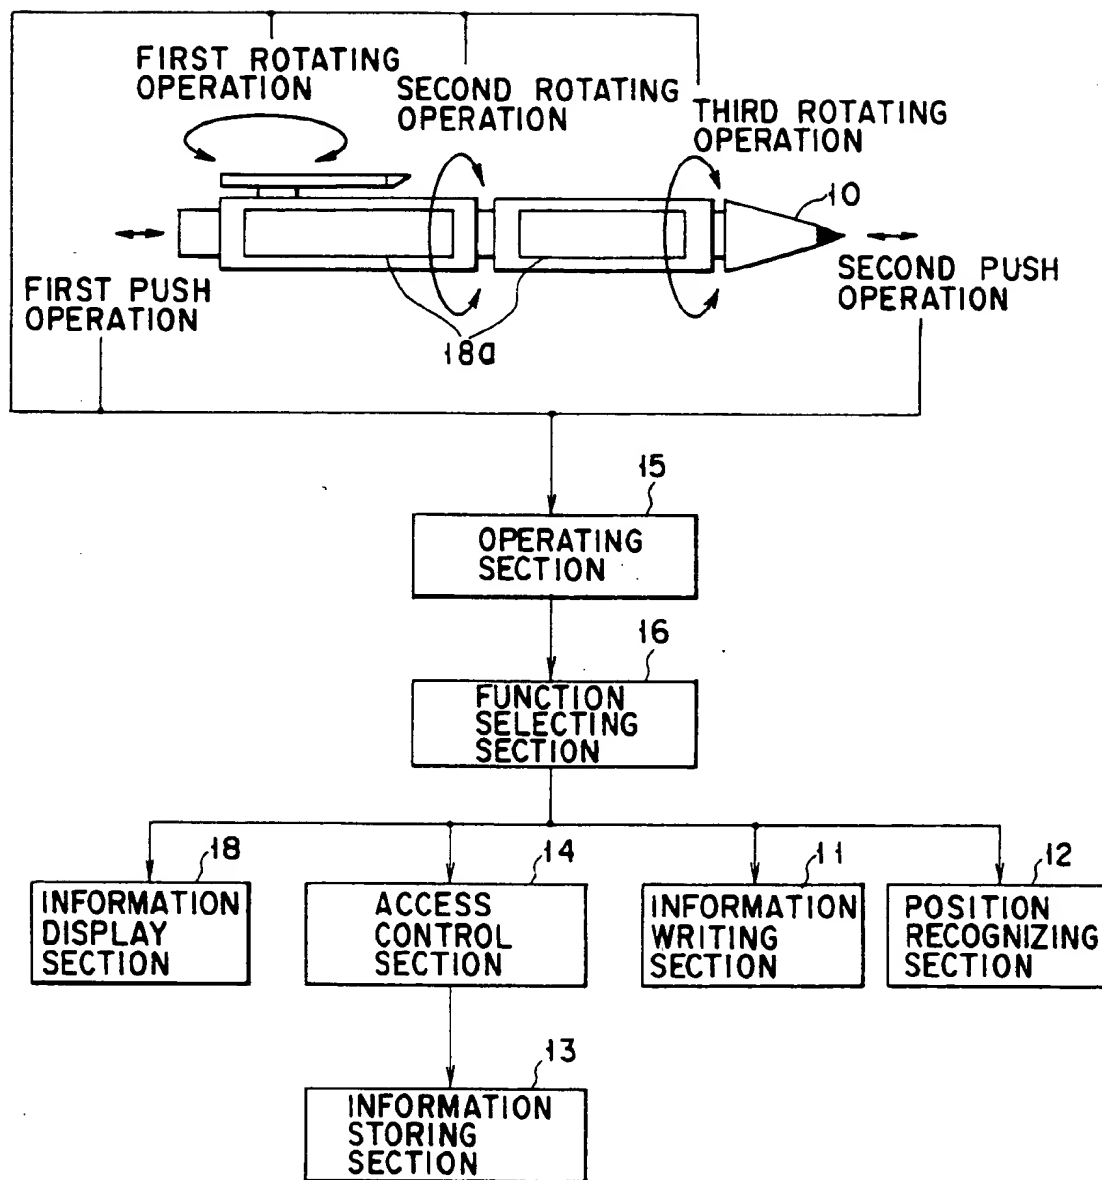 FIRST ROTATING
OPERATION
SECOND ROTATING
OPERATION
THIRD ROTATING
OPERATION
10
FIRST PUSH
OPERATION
18a
SECOND PUSH
OPERATION
15
OPERATING
SECTION
16
FUNCTION
SELECTING
SECTION
18
INFORMATION
DISPLAY
SECTION
14
ACCESS
CONTROL
SECTION
11
INFORMATION
WRITING
SECTION
12
POSITION
RECOGNIZING
SECTION
13
INFORMATION
STORING
SECTION